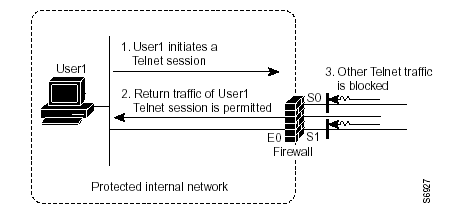 1. User1 initiates a
Telnet session
User1
2. Return traffic of User1
Telnet session is permitted
3. Other Telnet traffic
is blocked
S0
E0
S1
Firewall
Protected internal network
S6927